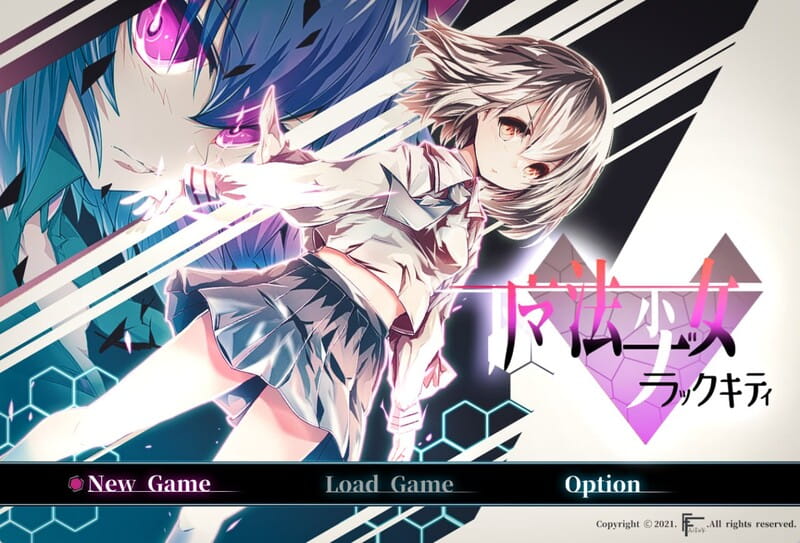 魔法少女
ラックキティ
New Game Load Game Option
Copyright ©2021. .All rights reserved.